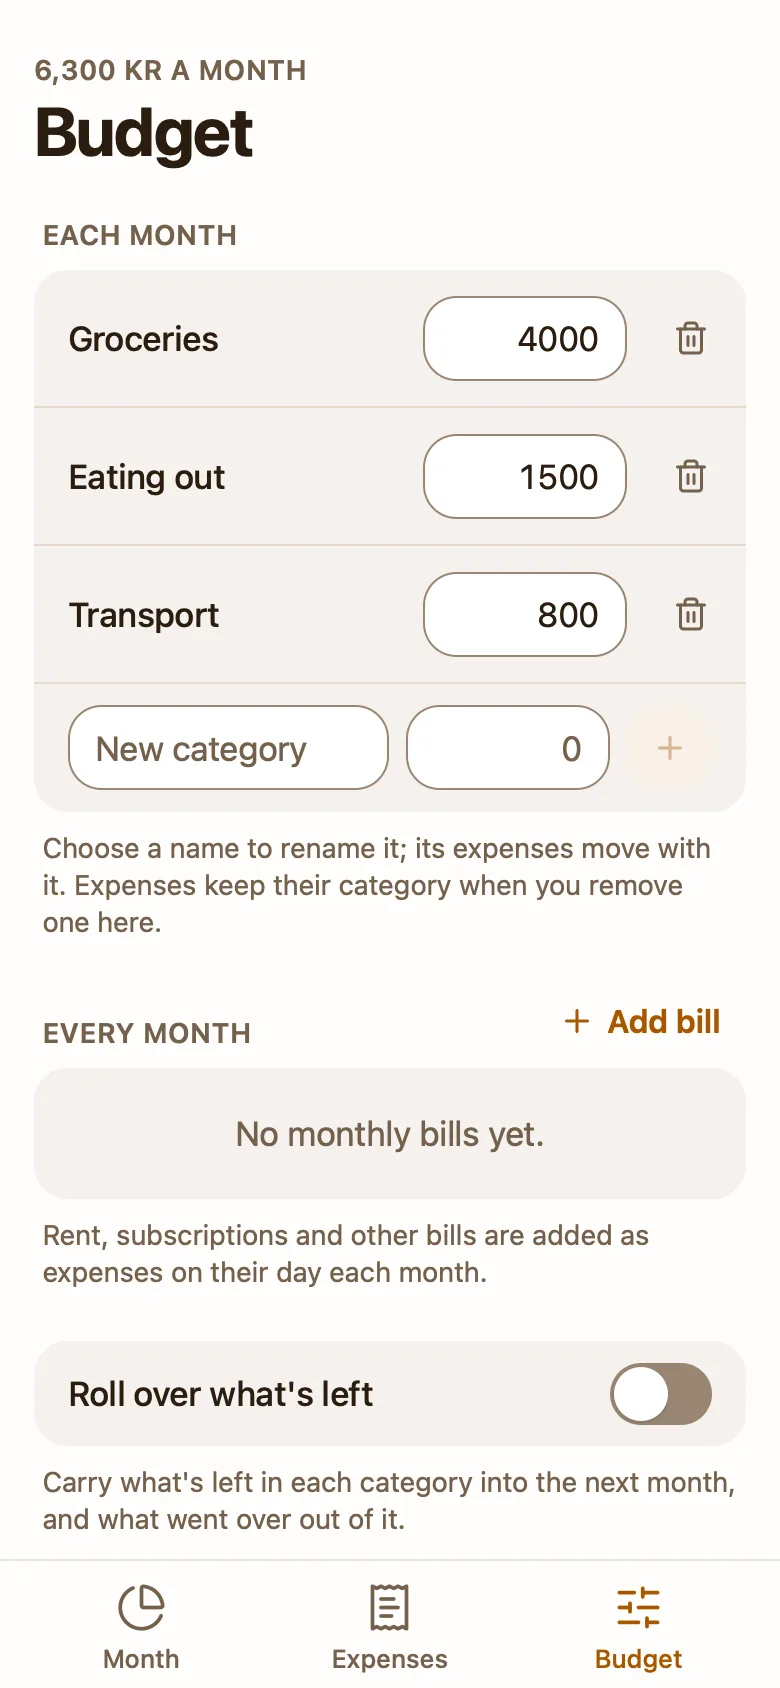 6,300 KR A MONTH
Budget
EACH MONTH
Groceries 4000
Eating out 1500
Transport 800
New category 0
Choose a name to rename it; its expenses move with
it. Expenses keep their category when you remove
one here.
EVERY MONTH + Add bill
No monthly bills yet.
Rent, subscriptions and other bills are added as
expenses on their day each month.
Roll over what's left
Carry what's left in each category into the next month,
and what went over out of it.
Month Expenses Budget